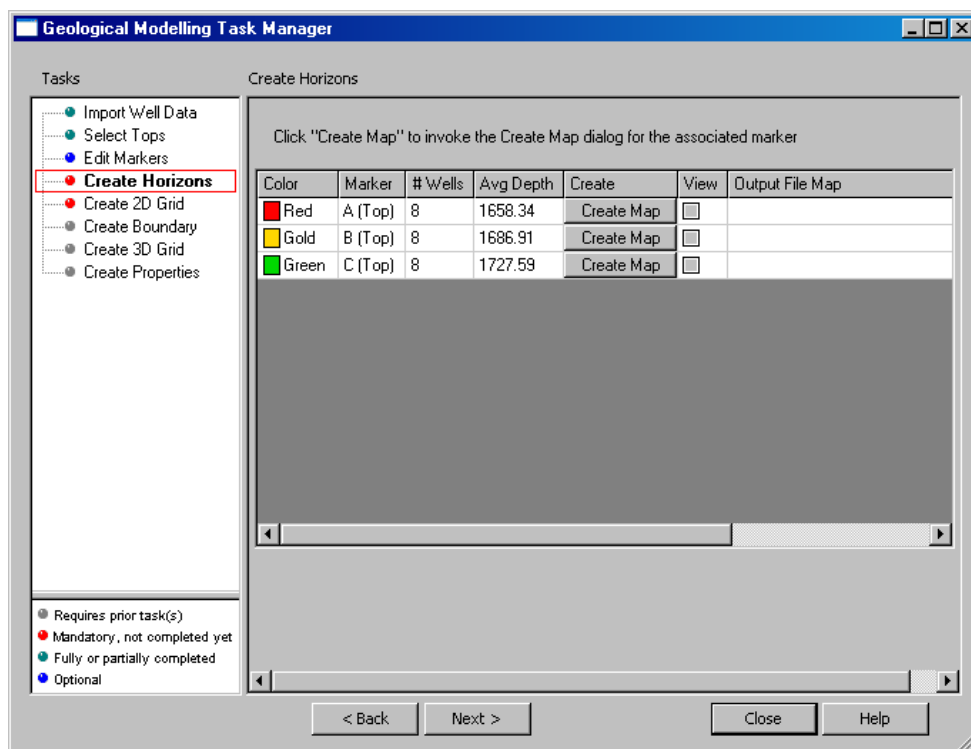 Geological Modelling Task Manager
Tasks
Import Well Data
Select Tops
Edit Markers
Create Horizons
Create 2D Grid
Create Boundary
Create 3D Grid
Create Properties
Requires prior task(s)
Mandatory, not completed yet
Fully or partially completed
Optional
Create Horizons
Click "Create Map" to invoke the Create Map dialog for the associated marker
Color Marker # Wells Avg Depth Create View Output File Map
Red A (Top) 8 1658.34 Create Map
Gold B (Top) 8 1686.91 Create Map
Green C (Top) 8 1727.59 Create Map
< Back Next > Close Help